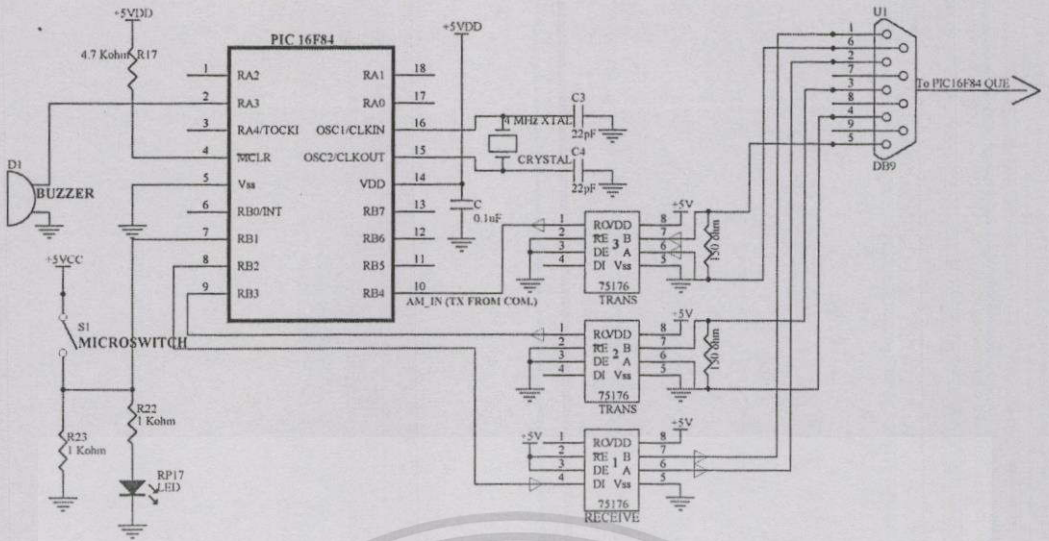 +5VDD
4.7 Kohm
R17
D1
BUZZER
+5VCC
S1
MICROSWITCH
R23
1 Kohm
R22
1 Kohm
RP17
LED
PIC 16F84
1 RA2
2 RA3
3 RA4/TOCKI
4 MCLR
5 Vss
6 RB0/INT
7 RB1
8 RB2
9 RB3
RA1 18
RA0 17
OSC1/CLKIN 16
OSC2/CLKOUT 15
VDD 14
RB7 13
RB6 12
RB5 11
RB4 10
+5VDD
C3
22pF
4 MHz XTAL
CRYSTAL
C4
22pF
C
0.1uF
AM_IN (TX FROM COM.)
1 RO VDD 8 +5V
2 RE B 7
3 DE 3 A 6
4 DI Vss 5
75176
TRANS
150 ohm
1 RO VDD 8 +5V
2 RE B 7
3 DE 2 A 6
4 DI Vss 5
75176
TRANS
150 ohm
+5V
1 RO VDD 8 +5V
2 RE B 7
3 DE 1 A 6
4 DI Vss 5
75176
RECEIVE
U1
1
6
2
7
3
8
4
9
5
DB9
To PIC16F84 QUE